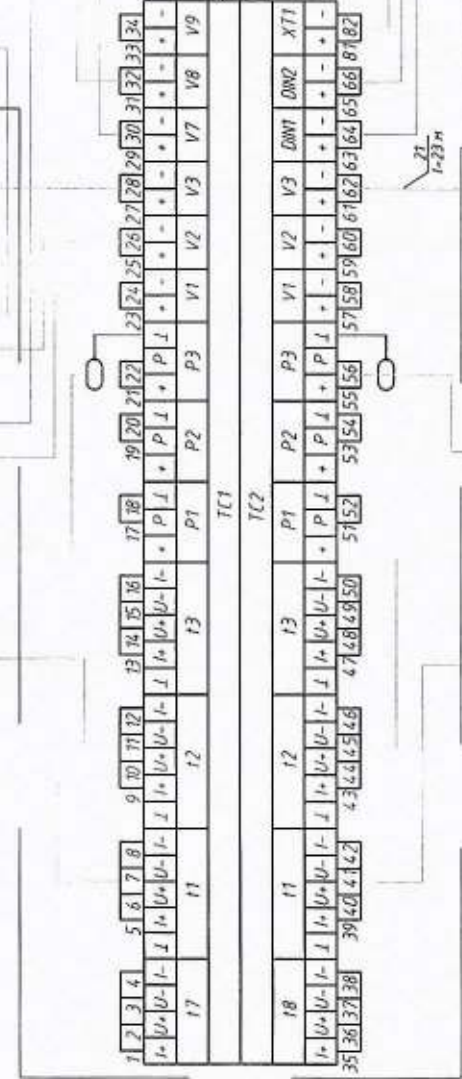 1 2 3 4 5 6 7 8 9 10 11 12 13 14 15 16 17 18 19 20 21 22 23 24 25 26 27 28 29 30 31 32 33 34
I+ U+ U- I- ⊥ I+ U+ U- I- ⊥ I+ U+ U- I- ⊥ I+ U+ U- I- + P ⊥ + P ⊥ + P ⊥ + - + - + - + - + - + -
t7 t1 t2 t3 P1 P2 P3 V1 V2 V3 V7 V8 V9
TC1
TC2
t8 t1 t2 t3 P1 P2 P3 V1 V2 V3 DIN1 DIN2 XT1
I+ U+ U- I- ⊥ I+ U+ U- I- ⊥ I+ U+ U- I- ⊥ I+ U+ U- I- + P ⊥ + P ⊥ + P ⊥ + - + - + - + - + - + -
35 36 37 38 39 40 41 42 43 44 45 46 47 48 49 50 51 52 53 54 55 56 57 58 59 60 61 62 63 64 65 66 81 82
21
l=23 м